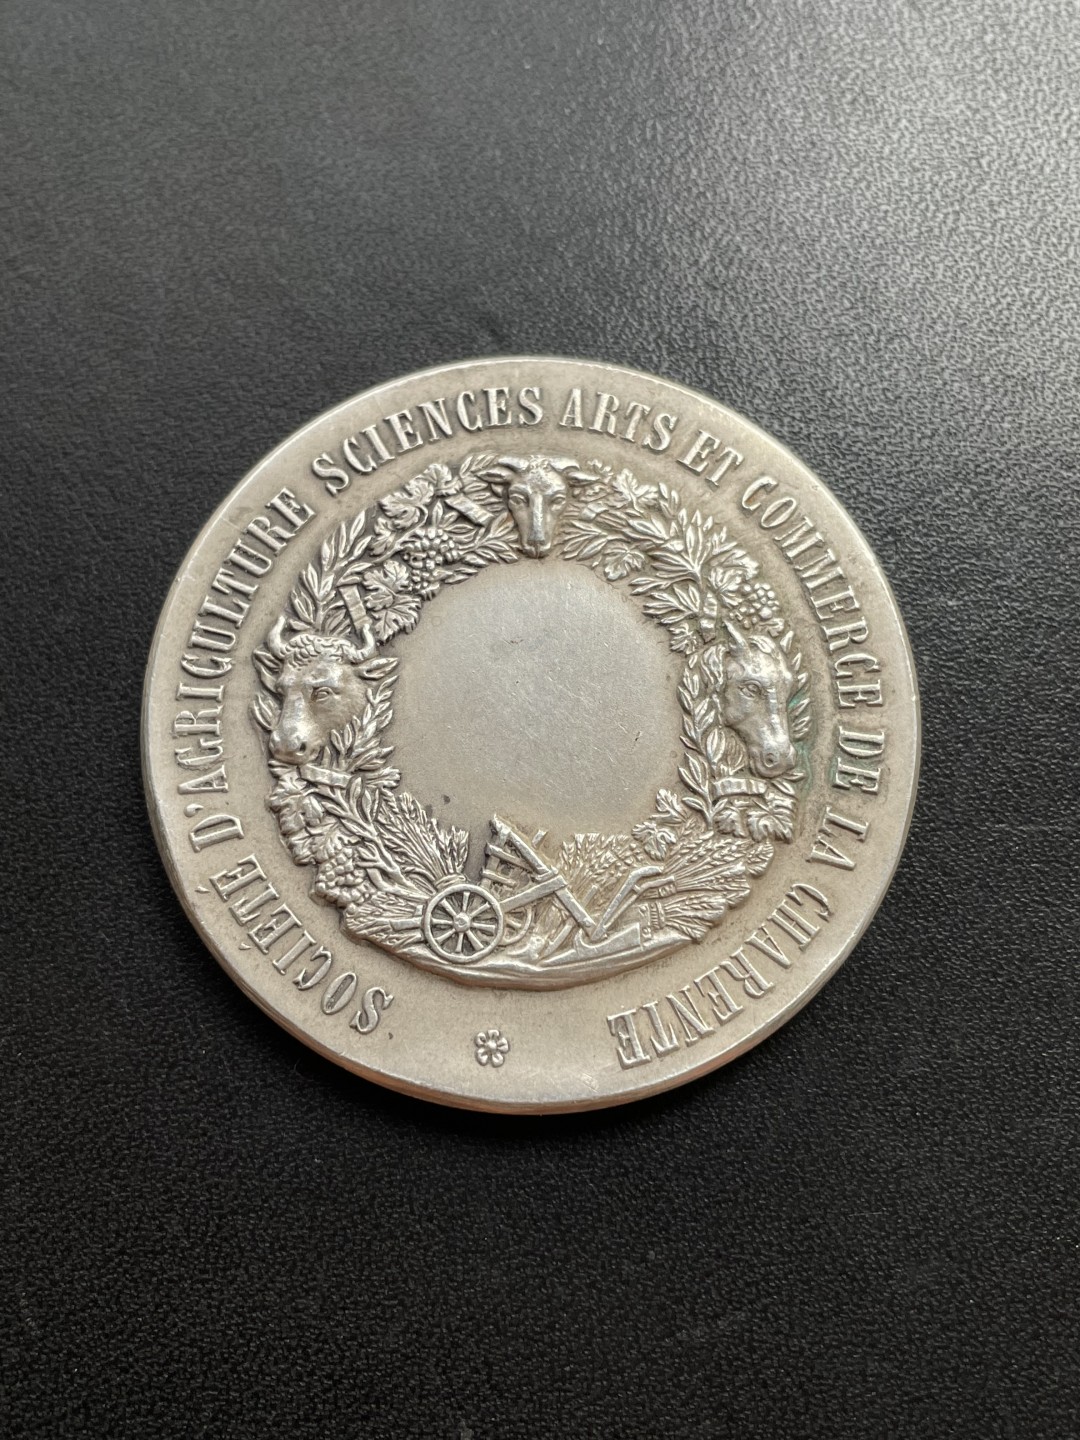 SOCIÉTÉ D'AGRICULTURE SCIENCES ARTS ET COMMERCE DE LA CHARENTE